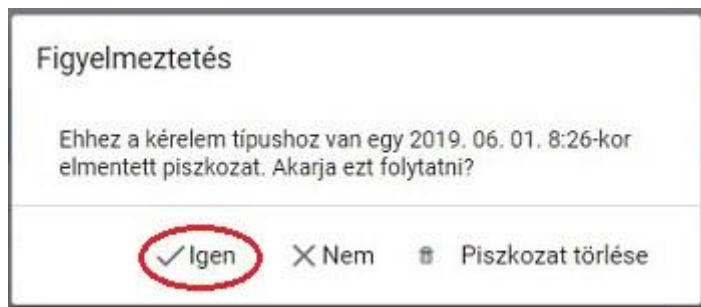 Figyelmeztetés
Ehhez a kérelem típushoz van egy 2019. 06. 01. 8:26-kor
elmentett piszkozat. Akarja ezt folytatni?
Igen Nem Piszkozat törlése